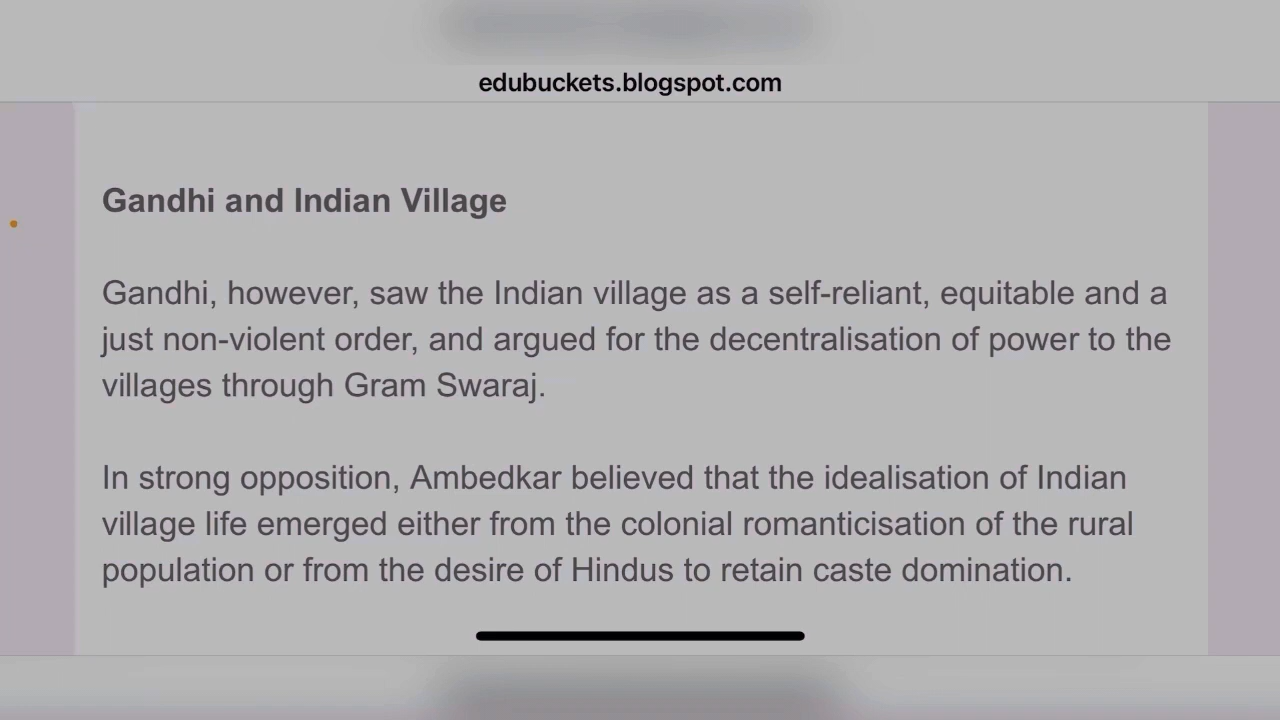 edubuckets.blogspot.com
Gandhi and Indian Village
Gandhi, however, saw the Indian village as a self-reliant, equitable and a
just non-violent order, and argued for the decentralisation of power to the
villages through Gram Swaraj.
In strong opposition, Ambedkar believed that the idealisation of Indian
village life emerged either from the colonial romanticisation of the rural
population or from the desire of Hindus to retain caste domination.